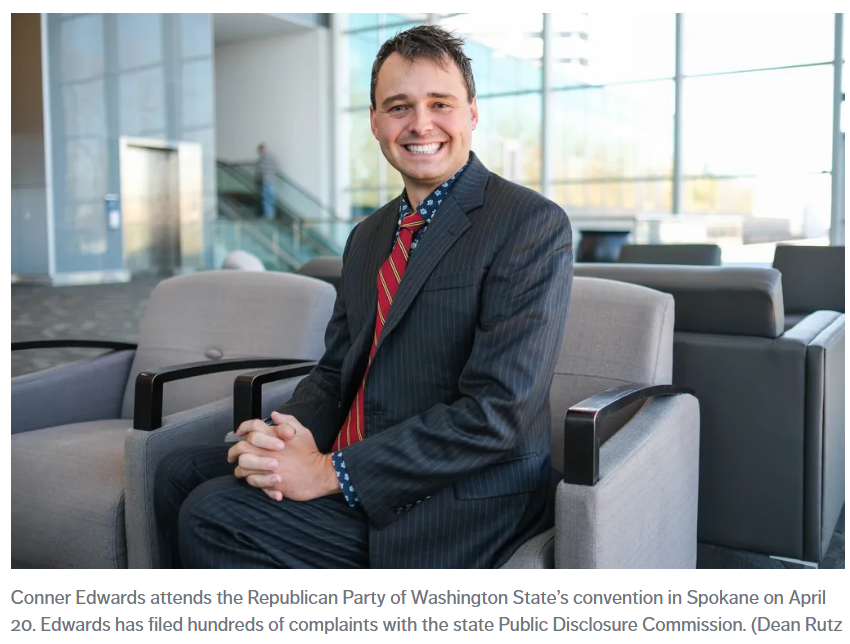 Conner Edwards attends the Republican Party of Washington State’s convention in Spokane on April
20. Edwards has filed hundreds of complaints with the state Public Disclosure Commission. (Dean Rutz